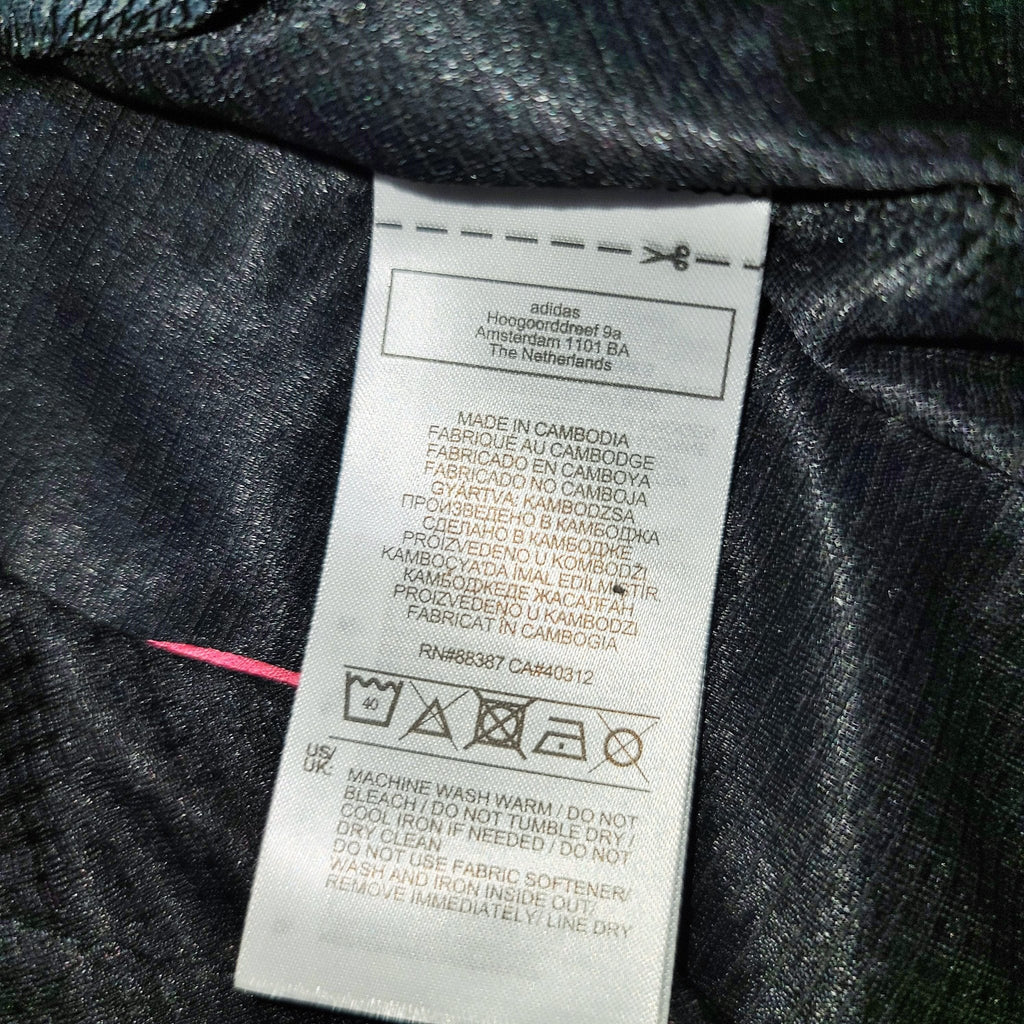 adidas
Hoogoorddreef 9a
Amsterdam 1101 BA
The Netherlands
MADE IN CAMBODIA
FABRIQUÉ AU CAMBODGE
FABRICADO EN CAMBOYA
FABRICADO NO CAMBOJA
GYÁRTVA: KAMBODZSA
ПРОИЗВЕДЕНО В КАМБОДЖА
СДЕЛАНО В КАМБОДЖЕ
PROIZVEDENO U KOMBODZI
KAMBOÇYA'DA İMAL EDİLMİŞTİR
КАМБОДЖЕДЕ ЖАСАЛҒАН
PROIZVEDENO U KAMBODZI
FABRICAT ÎN CAMBOGIA
RN#88387 CA#40312
40
US/
UK:
MACHINE WASH WARM / DO NOT
BLEACH / DO NOT TUMBLE DRY /
COOL IRON IF NEEDED / DO NOT
DRY CLEAN
DO NOT USE FABRIC SOFTENER/
WASH AND IRON INSIDE OUT/
REMOVE IMMEDIATELY/ LINE DRY